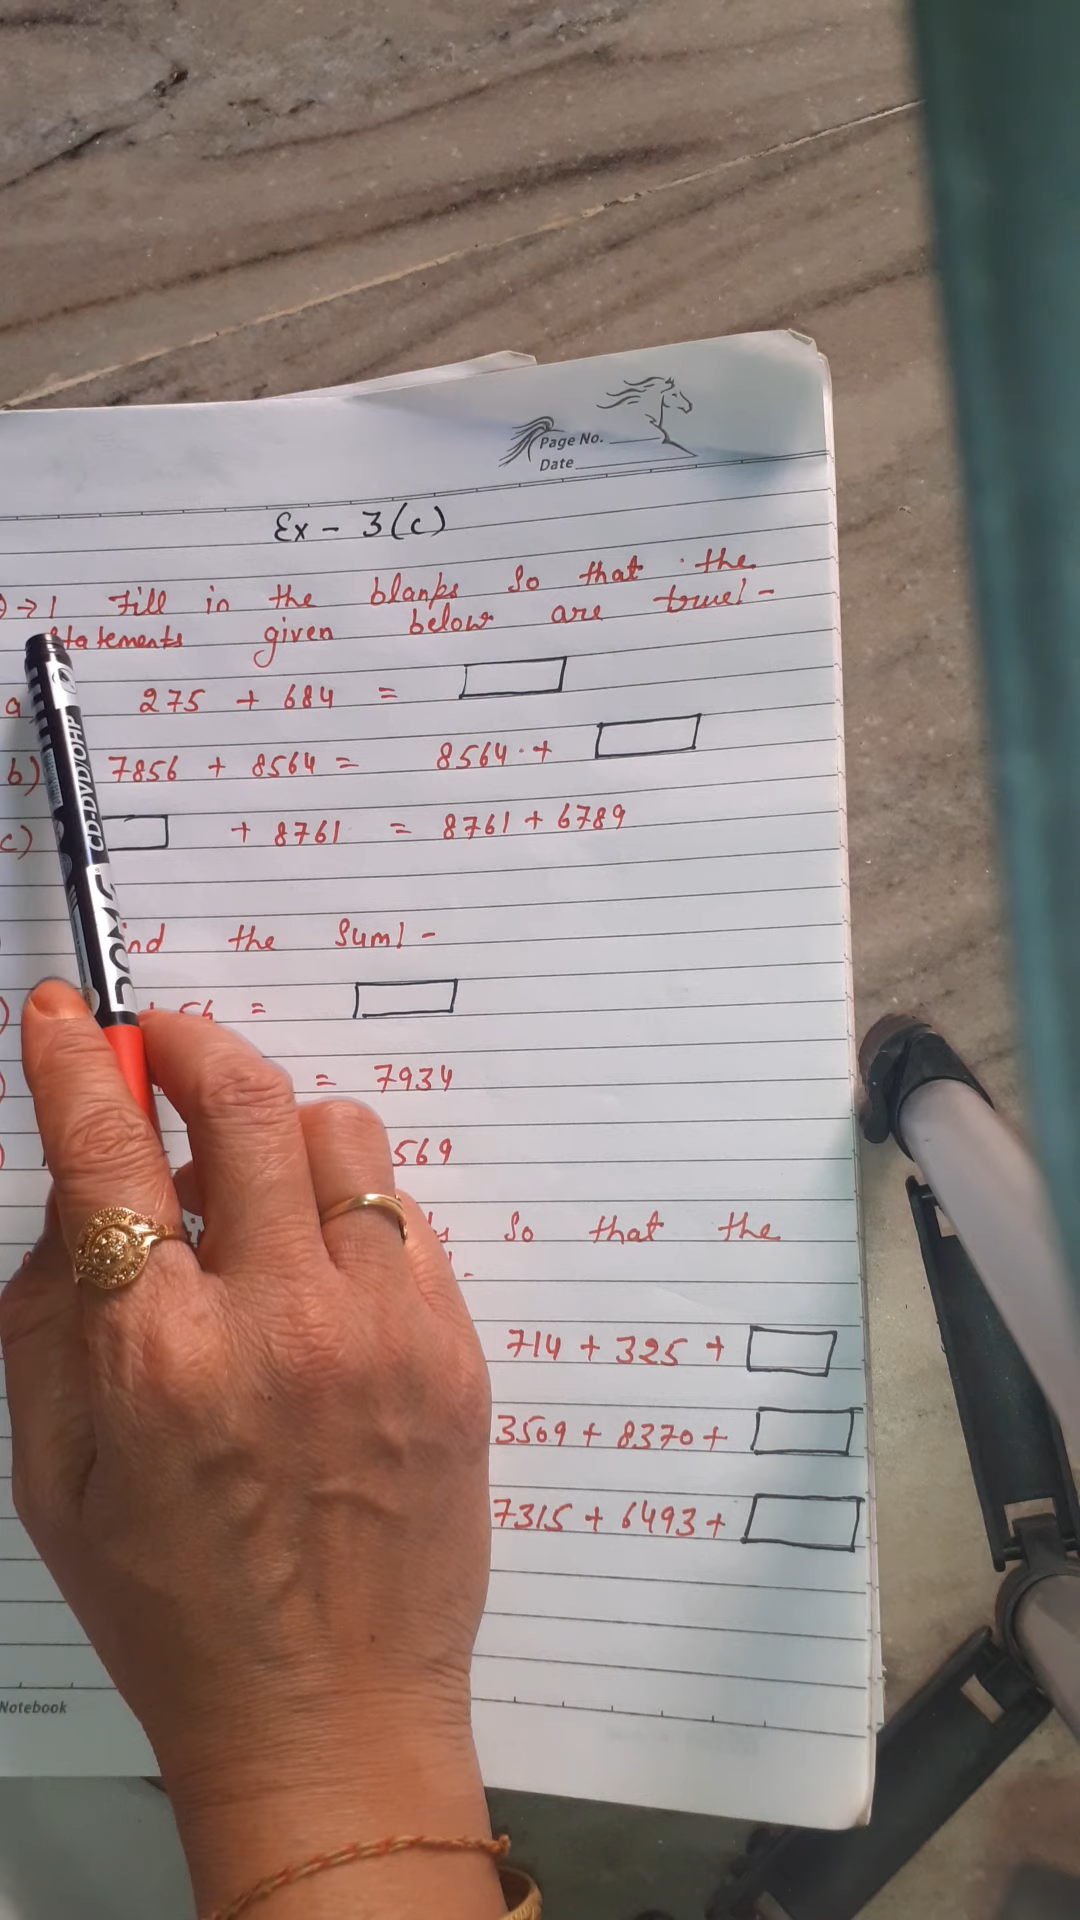 Page No.
Date
Ex - 3(c)
→ 1 Fill in the blanks so that the
statements given below are true! -
a) 275 + 684 =
b) 7856 + 8564 = 8564 +
c) + 8761 = 8761 + 6789
the sum! -
=
= 7934
569
so that the
714 + 325 +
3569 + 8370 +
7315 + 6493 +
Notebook
CD-DVD/OHP